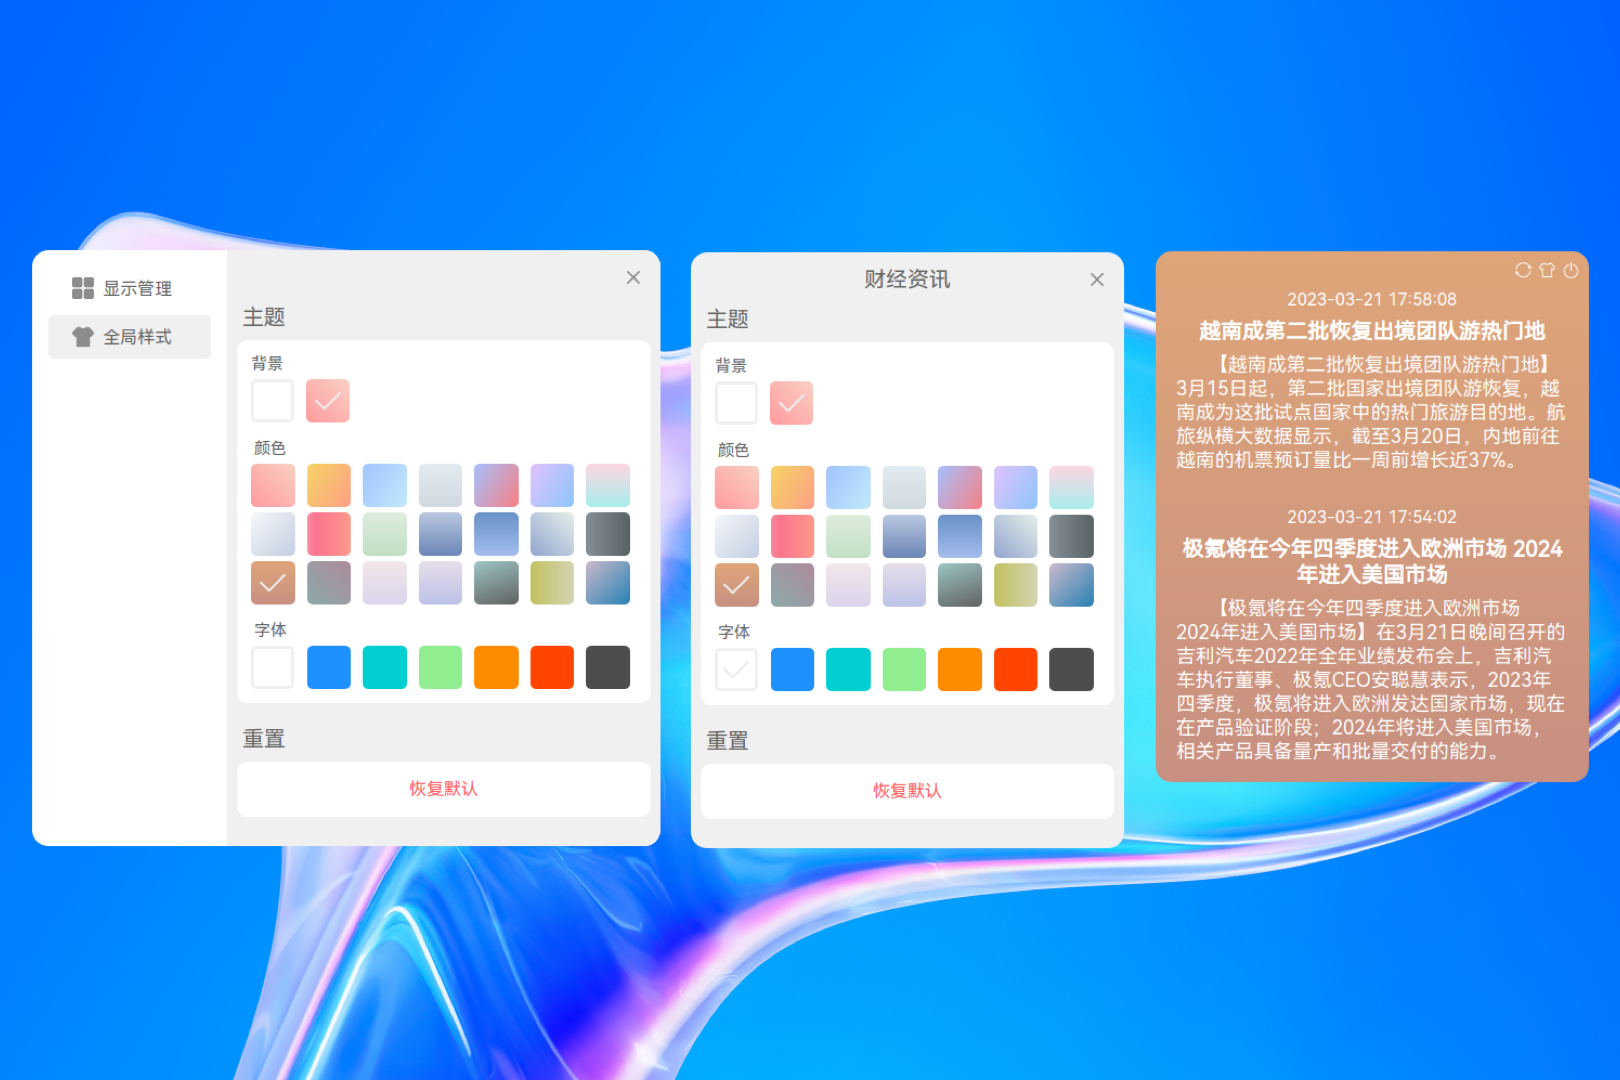 显示管理
全局样式
主题
背景
颜色
字体
重置
恢复默认
财经资讯
主题
背景
颜色
字体
重置
恢复默认
2023-03-21 17:58:08
越南成第二批恢复出境团队游热门地
【越南成第二批恢复出境团队游热门地】
3月15日起，第二批国家出境团队游恢复，越
南成为这批试点国家中的热门旅游目的地。航
旅纵横大数据显示，截至3月20日，内地前往
越南的机票预订量比一周前增长近37%。
2023-03-21 17:54:02
极氪将在今年四季度进入欧洲市场 2024
年进入美国市场
【极氪将在今年四季度进入欧洲市场
2024年进入美国市场】在3月21日晚间召开的
吉利汽车2022年全年业绩发布会上，吉利汽
车执行董事、极氪CEO安聪慧表示，2023年
四季度，极氪将进入欧洲发达国家市场，现在
在产品验证阶段；2024年将进入美国市场，
相关产品具备量产和批量交付的能力。